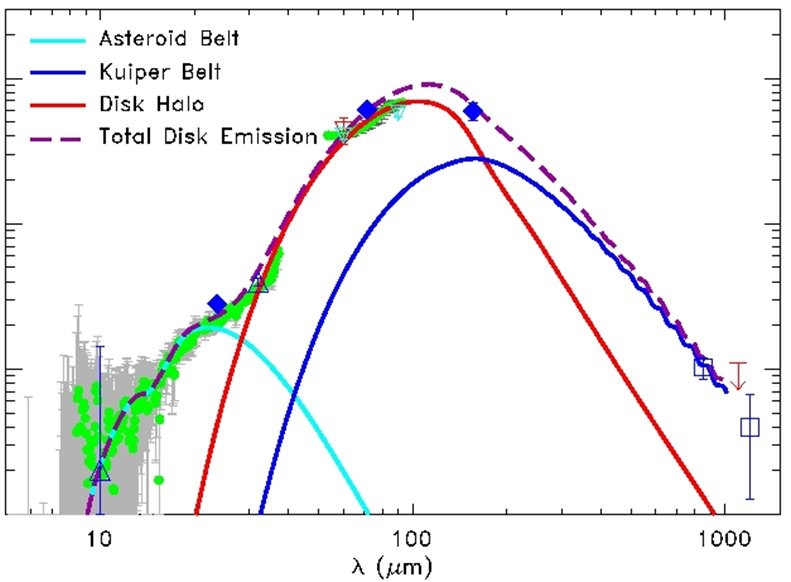 Asteroid Belt
Kuiper Belt
Disk Halo
Total Disk Emission
10 100 1000
λ (μm)